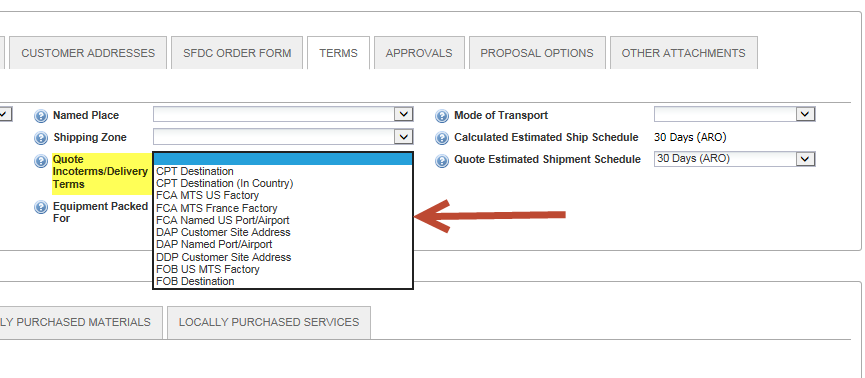 CUSTOMER ADDRESSES
SFDC ORDER FORM
TERMS
APPROVALS
PROPOSAL OPTIONS
OTHER ATTACHMENTS
Named Place
Mode of Transport
Shipping Zone
Calculated Estimated Ship Schedule
30 Days (ARO)
Quote
Incoterms/Delivery
Terms
Quote Estimated Shipment Schedule
30 Days (ARO)
CPT Destination
CPT Destination (In Country)
FCA MTS US Factory
FCA MTS France Factory
FCA Named US Port/Airport
DAP Customer Site Address
DAP Named Port/Airport
DDP Customer Site Address
FOB US MTS Factory
FOB Destination
Equipment Packed
For
LY PURCHASED MATERIALS
LOCALLY PURCHASED SERVICES